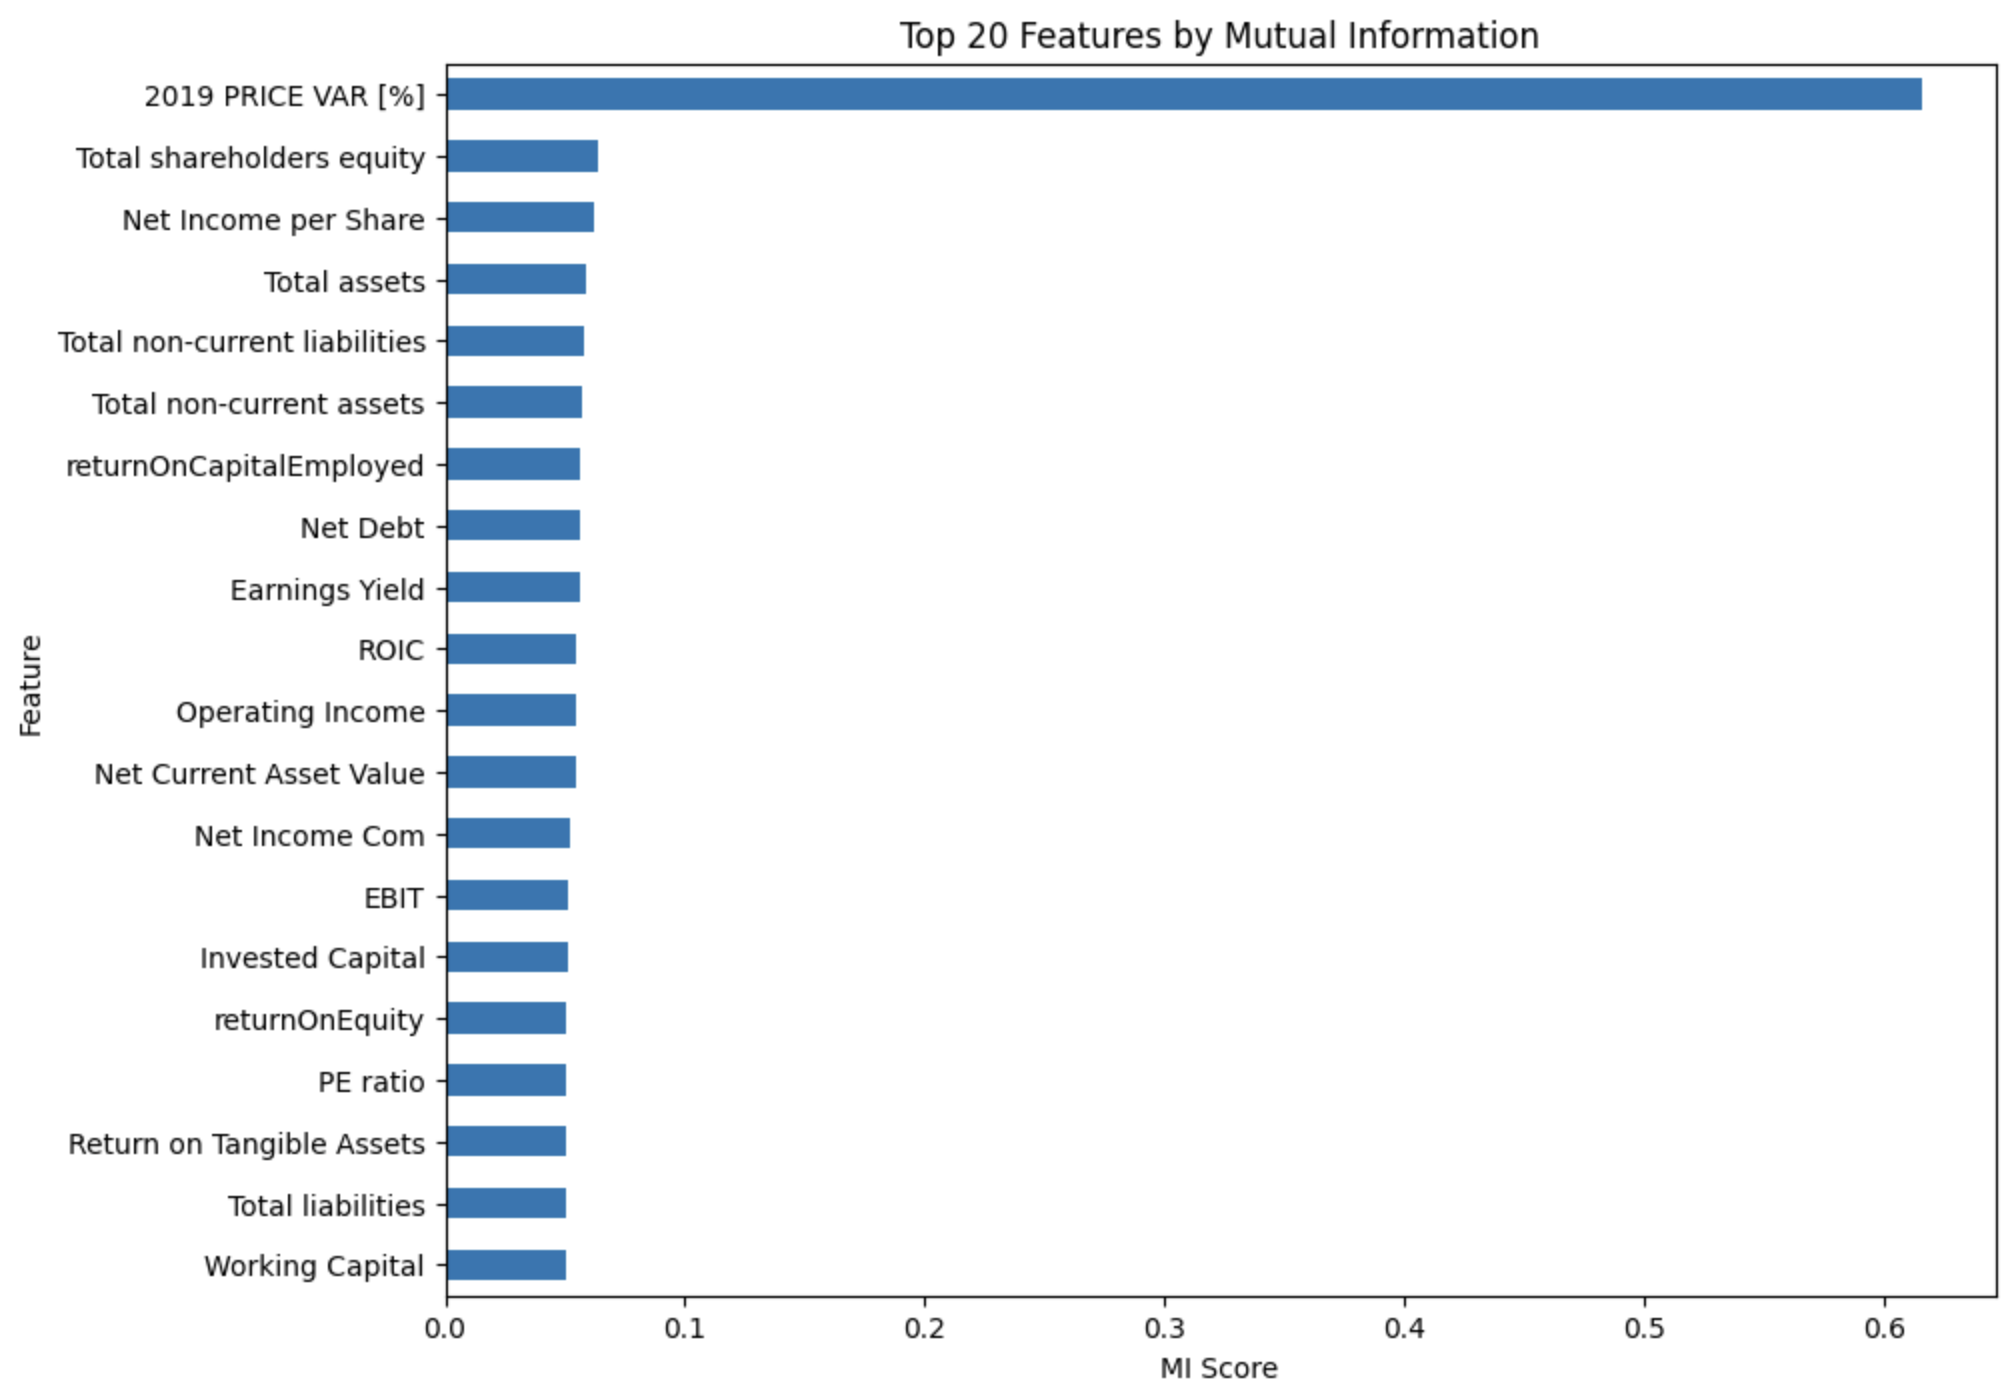 Top 20 Features by Mutual Information
2019 PRICE VAR [%]
Total shareholders equity
Net Income per Share
Total assets
Total non-current liabilities
Total non-current assets
returnOnCapitalEmployed
Net Debt
Earnings Yield
ROIC
Operating Income
Net Current Asset Value
Net Income Com
EBIT
Invested Capital
returnOnEquity
PE ratio
Return on Tangible Assets
Total liabilities
Working Capital
Feature
0.0 0.1 0.2 0.3 0.4 0.5 0.6
MI Score